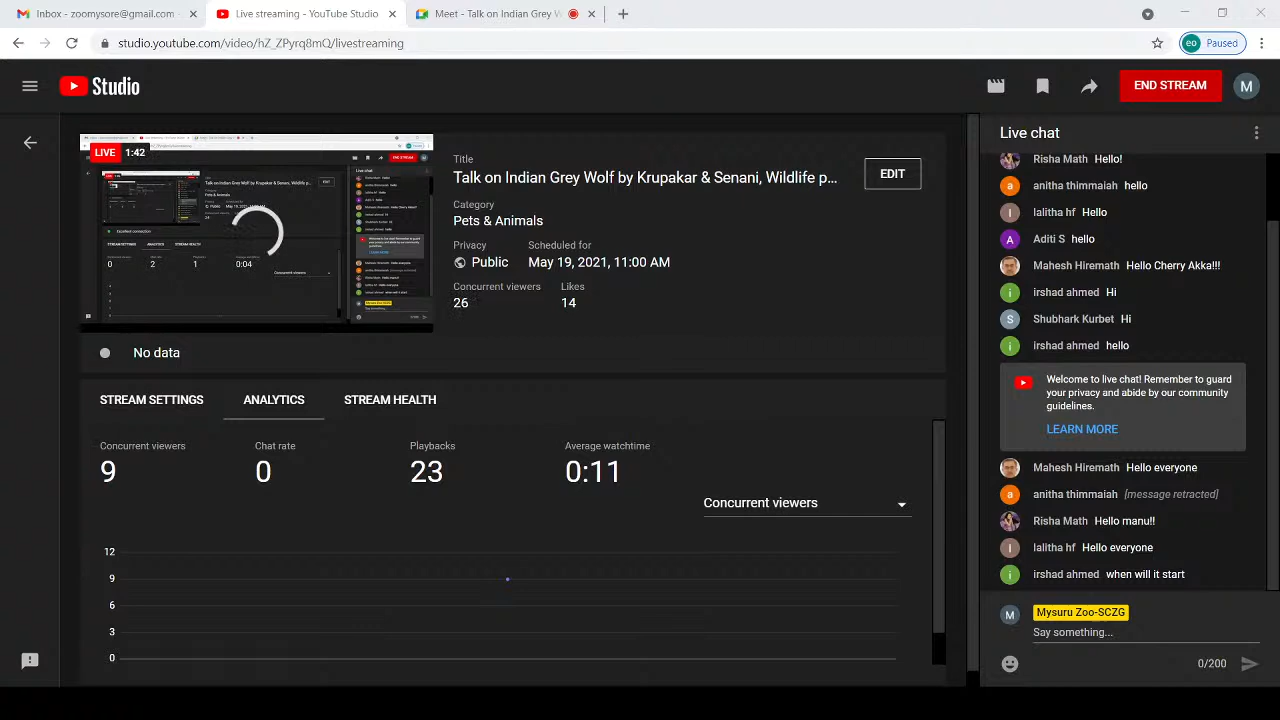 Inbox - zoomysore@gmail.com
Live streaming - YouTube Studio
Meet - Talk on Indian Grey W
studio.youtube.com/video/hZ_ZPyrq8mQ/livestreaming
eo Paused
Studio
END STREAM
M
LIVE 1:42
Title
Talk on Indian Grey Wolf by Krupakar & Senani, Wildlife p...
EDIT
Category
Pets & Animals
Privacy
Public
Scheduled for
May 19, 2021, 11:00 AM
Concurrent viewers
26
Likes
14
No data
STREAM SETTINGS
ANALYTICS
STREAM HEALTH
Concurrent viewers
9
Chat rate
0
Playbacks
23
Average watchtime
0:11
Concurrent viewers
12
9
6
3
0
Live chat
Risha Math Hello!
a anitha thimmaiah hello
l lalitha hf Hello
A Aditi S hello
Mahesh Hiremath Hello Cherry Akka!!!
i irshad ahmed Hi
S Shubhark Kurbet Hi
i irshad ahmed hello
Welcome to live chat! Remember to guard
your privacy and abide by our community
guidelines.
LEARN MORE
Mahesh Hiremath Hello everyone
a anitha thimmaiah [message retracted]
Risha Math Hello manu!!
l lalitha hf Hello everyone
i irshad ahmed when will it start
M Mysuru Zoo-SCZG
Say something...
0/200